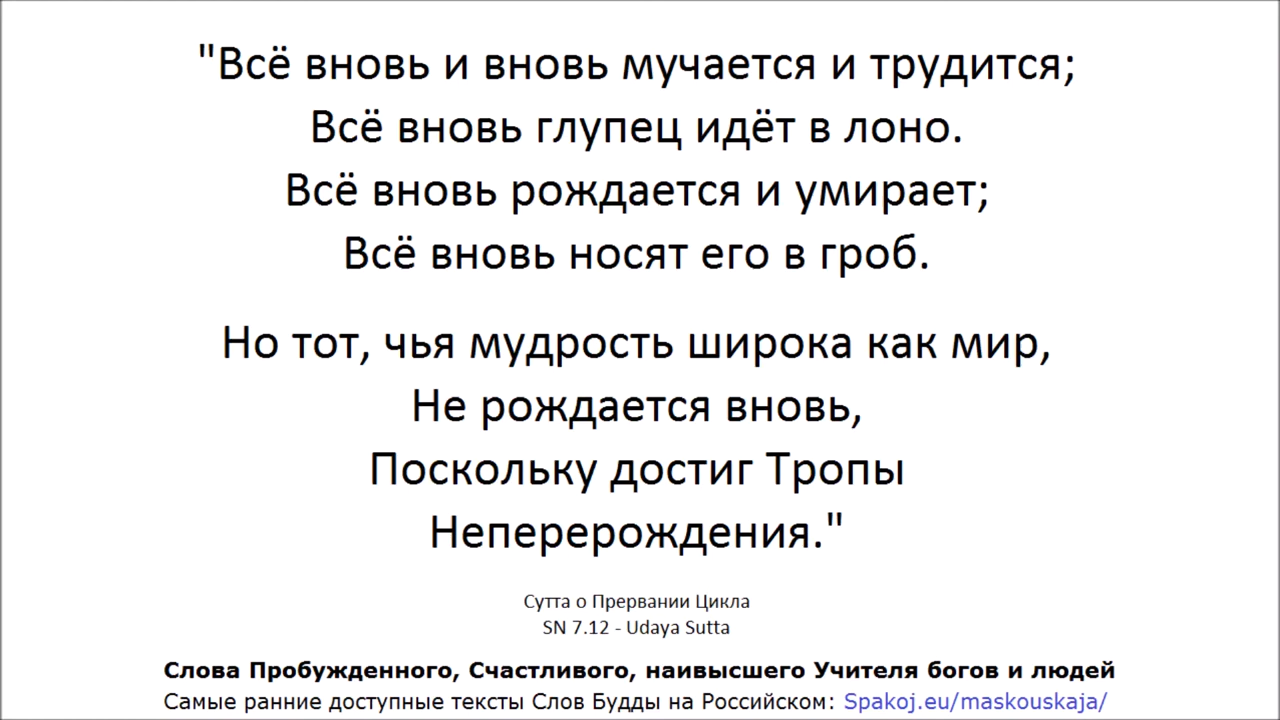 "Всё вновь и вновь мучается и трудится;
Всё вновь глупец идёт в лоно.
Всё вновь рождается и умирает;
Всё вновь носят его в гроб.
Но тот, чья мудрость широка как мир,
Не рождается вновь,
Поскольку достиг Тропы
Неперерождения."
Сутта о Прервании Цикла
SN 7.12 - Udaya Sutta
Слова Пробужденного, Счастливого, наивысшего Учителя богов и людей
Самые ранние доступные тексты Слов Будды на Российском: Spakoj.eu/maskouskaja/